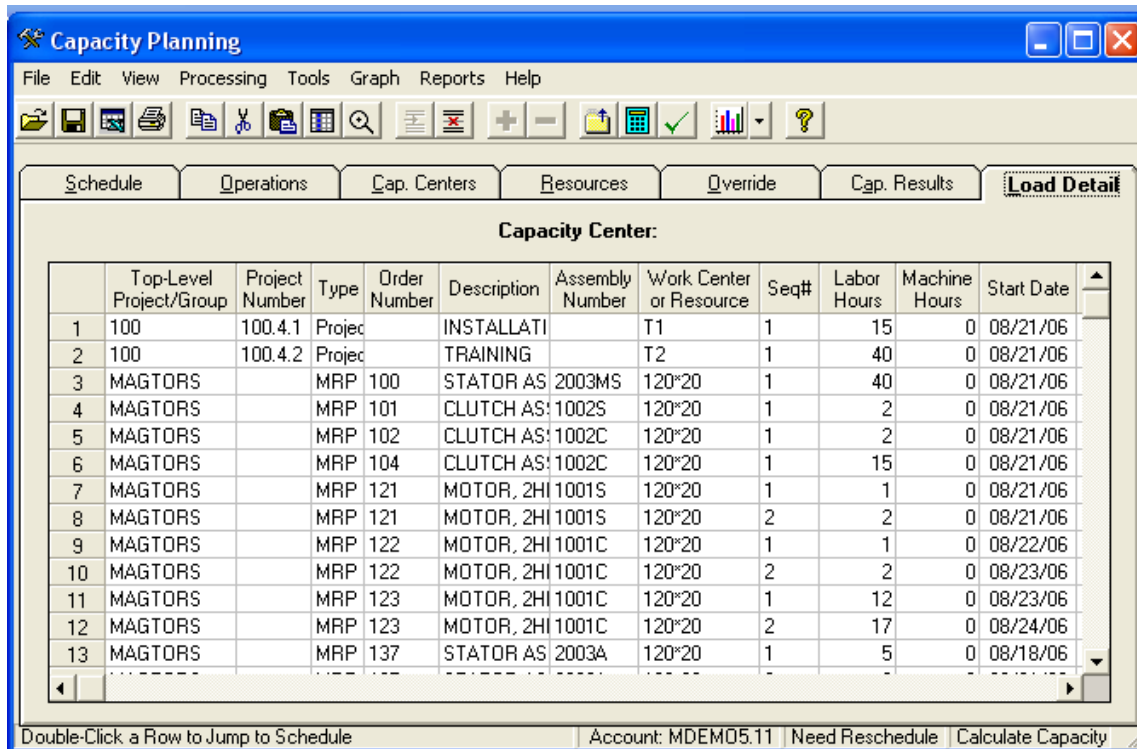 Capacity Planning
File Edit View Processing Tools Graph Reports Help
Schedule Operations Cap. Centers Resources Override Cap. Results Load Detail
Capacity Center:
Top-Level Project/Group Project Number Type Order Number Description Assembly Number Work Center or Resource Seq# Labor Hours Machine Hours Start Date
1 100 100.4.1 Projec INSTALLATI T1 1 15 0 08/21/06
2 100 100.4.2 Projec TRAINING T2 1 40 0 08/21/06
3 MAGTORS MRP 100 STATOR AS 2003MS 120*20 1 40 0 08/21/06
4 MAGTORS MRP 101 CLUTCH AS 1002S 120*20 1 2 0 08/21/06
5 MAGTORS MRP 102 CLUTCH AS 1002C 120*20 1 2 0 08/21/06
6 MAGTORS MRP 104 CLUTCH AS 1002C 120*20 1 15 0 08/21/06
7 MAGTORS MRP 121 MOTOR, 2H 1001S 120*20 1 1 0 08/21/06
8 MAGTORS MRP 121 MOTOR, 2H 1001S 120*20 2 2 0 08/21/06
9 MAGTORS MRP 122 MOTOR, 2H 1001C 120*20 1 1 0 08/22/06
10 MAGTORS MRP 122 MOTOR, 2H 1001C 120*20 2 2 0 08/23/06
11 MAGTORS MRP 123 MOTOR, 2H 1001C 120*20 1 12 0 08/23/06
12 MAGTORS MRP 123 MOTOR, 2H 1001C 120*20 2 17 0 08/24/06
13 MAGTORS MRP 137 STATOR AS 2003A 120*20 1 5 0 08/18/06
Double-Click a Row to Jump to Schedule Account: MDEMO5.11 Need Reschedule Calculate Capacity